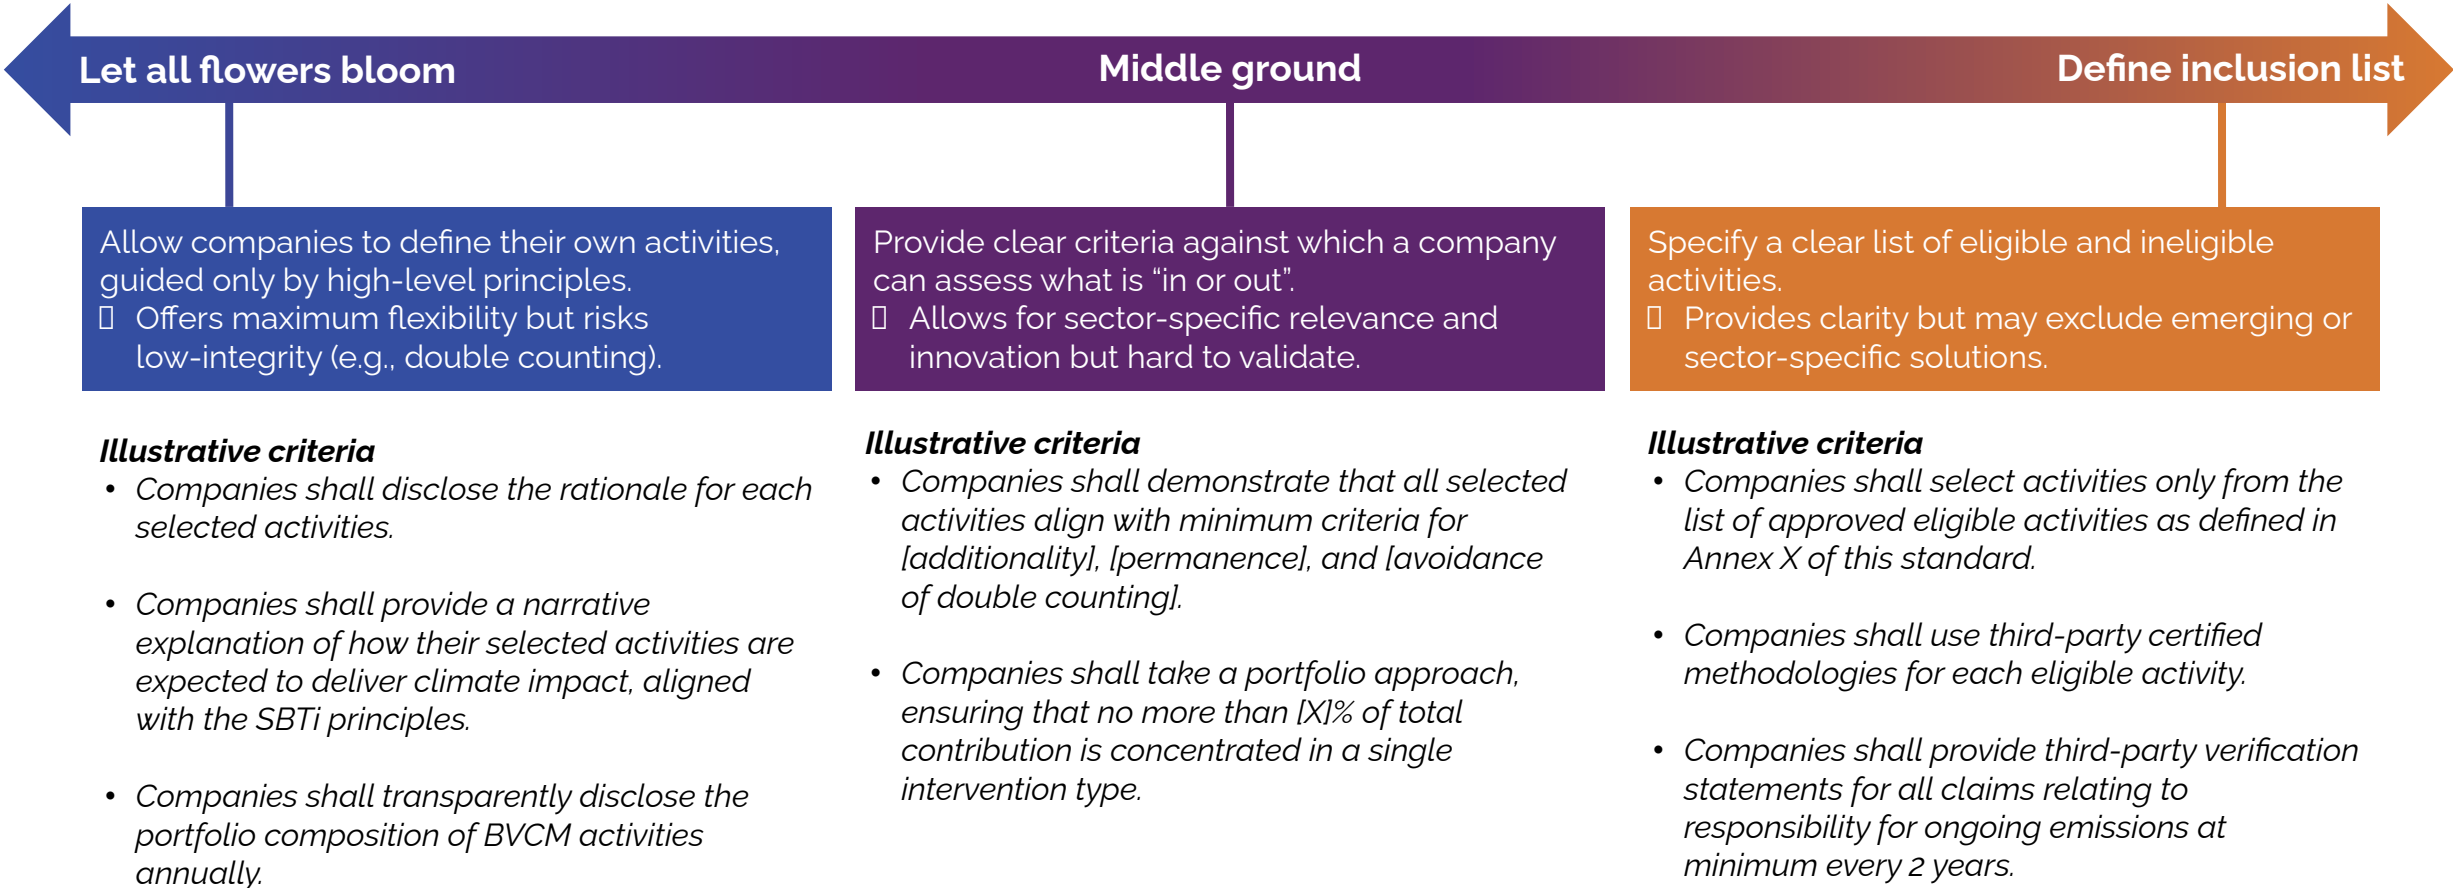 Let all flowers bloom
Middle ground
Define inclusion list
Allow companies to define their own activities,
guided only by high-level principles.
Offers maximum flexibility but risks
low-integrity (e.g., double counting).
Provide clear criteria against which a company
can assess what is “in or out”.
Allows for sector-specific relevance and
innovation but hard to validate.
Specify a clear list of eligible and ineligible
activities.
Provides clarity but may exclude emerging or
sector-specific solutions.
Illustrative criteria
• Companies shall disclose the rationale for each
selected activities.
• Companies shall provide a narrative
explanation of how their selected activities are
expected to deliver climate impact, aligned
with the SBTi principles.
• Companies shall transparently disclose the
portfolio composition of BVCM activities
annually.
Illustrative criteria
• Companies shall demonstrate that all selected
activities align with minimum criteria for
[additionality], [permanence], and [avoidance
of double counting].
• Companies shall take a portfolio approach,
ensuring that no more than [X]% of total
contribution is concentrated in a single
intervention type.
Illustrative criteria
• Companies shall select activities only from the
list of approved eligible activities as defined in
Annex X of this standard.
• Companies shall use third-party certified
methodologies for each eligible activity.
• Companies shall provide third-party verification
statements for all claims relating to
responsibility for ongoing emissions at
minimum every 2 years.